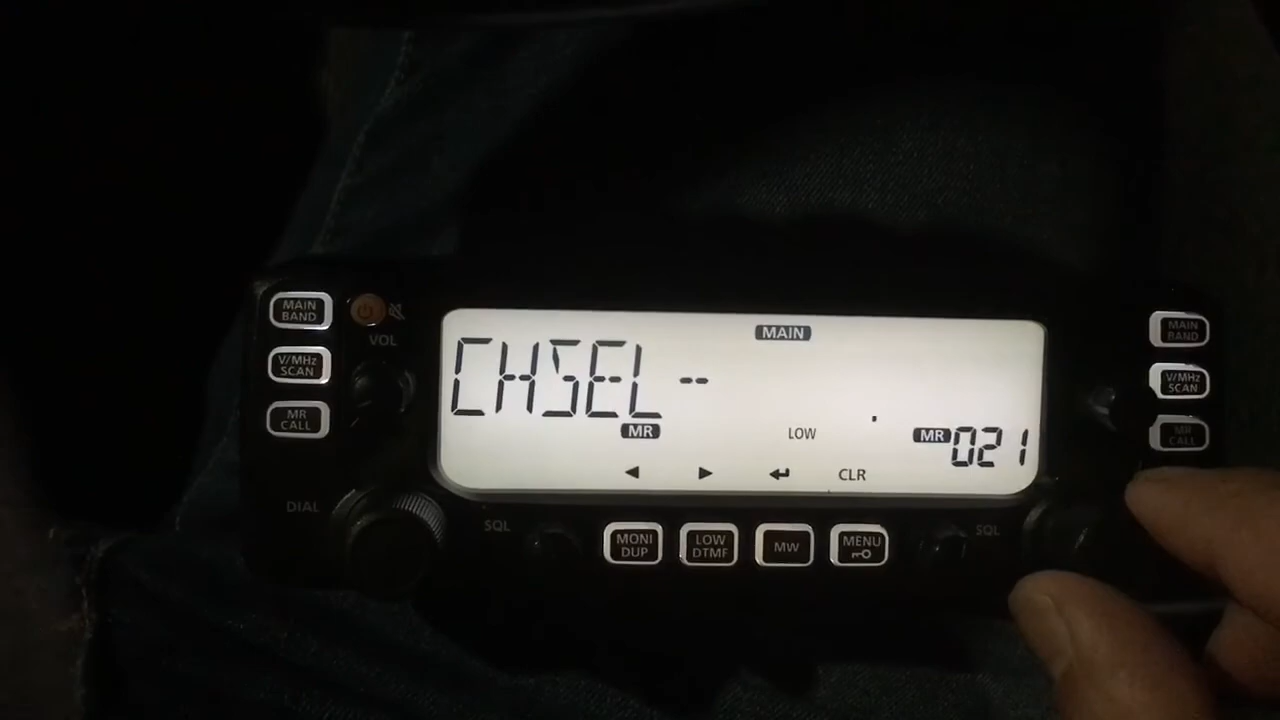 MAIN
BAND
VOL
V/MHz
SCAN
MR
CALL
DIAL
MAIN
CHSEL --
MR
LOW
MR 021
CLR
SQL
MONI
DUP
LOW
DTMF
MW
MENU
SQL
MAIN
BAND
V/MHz
SCAN
MR
CALL